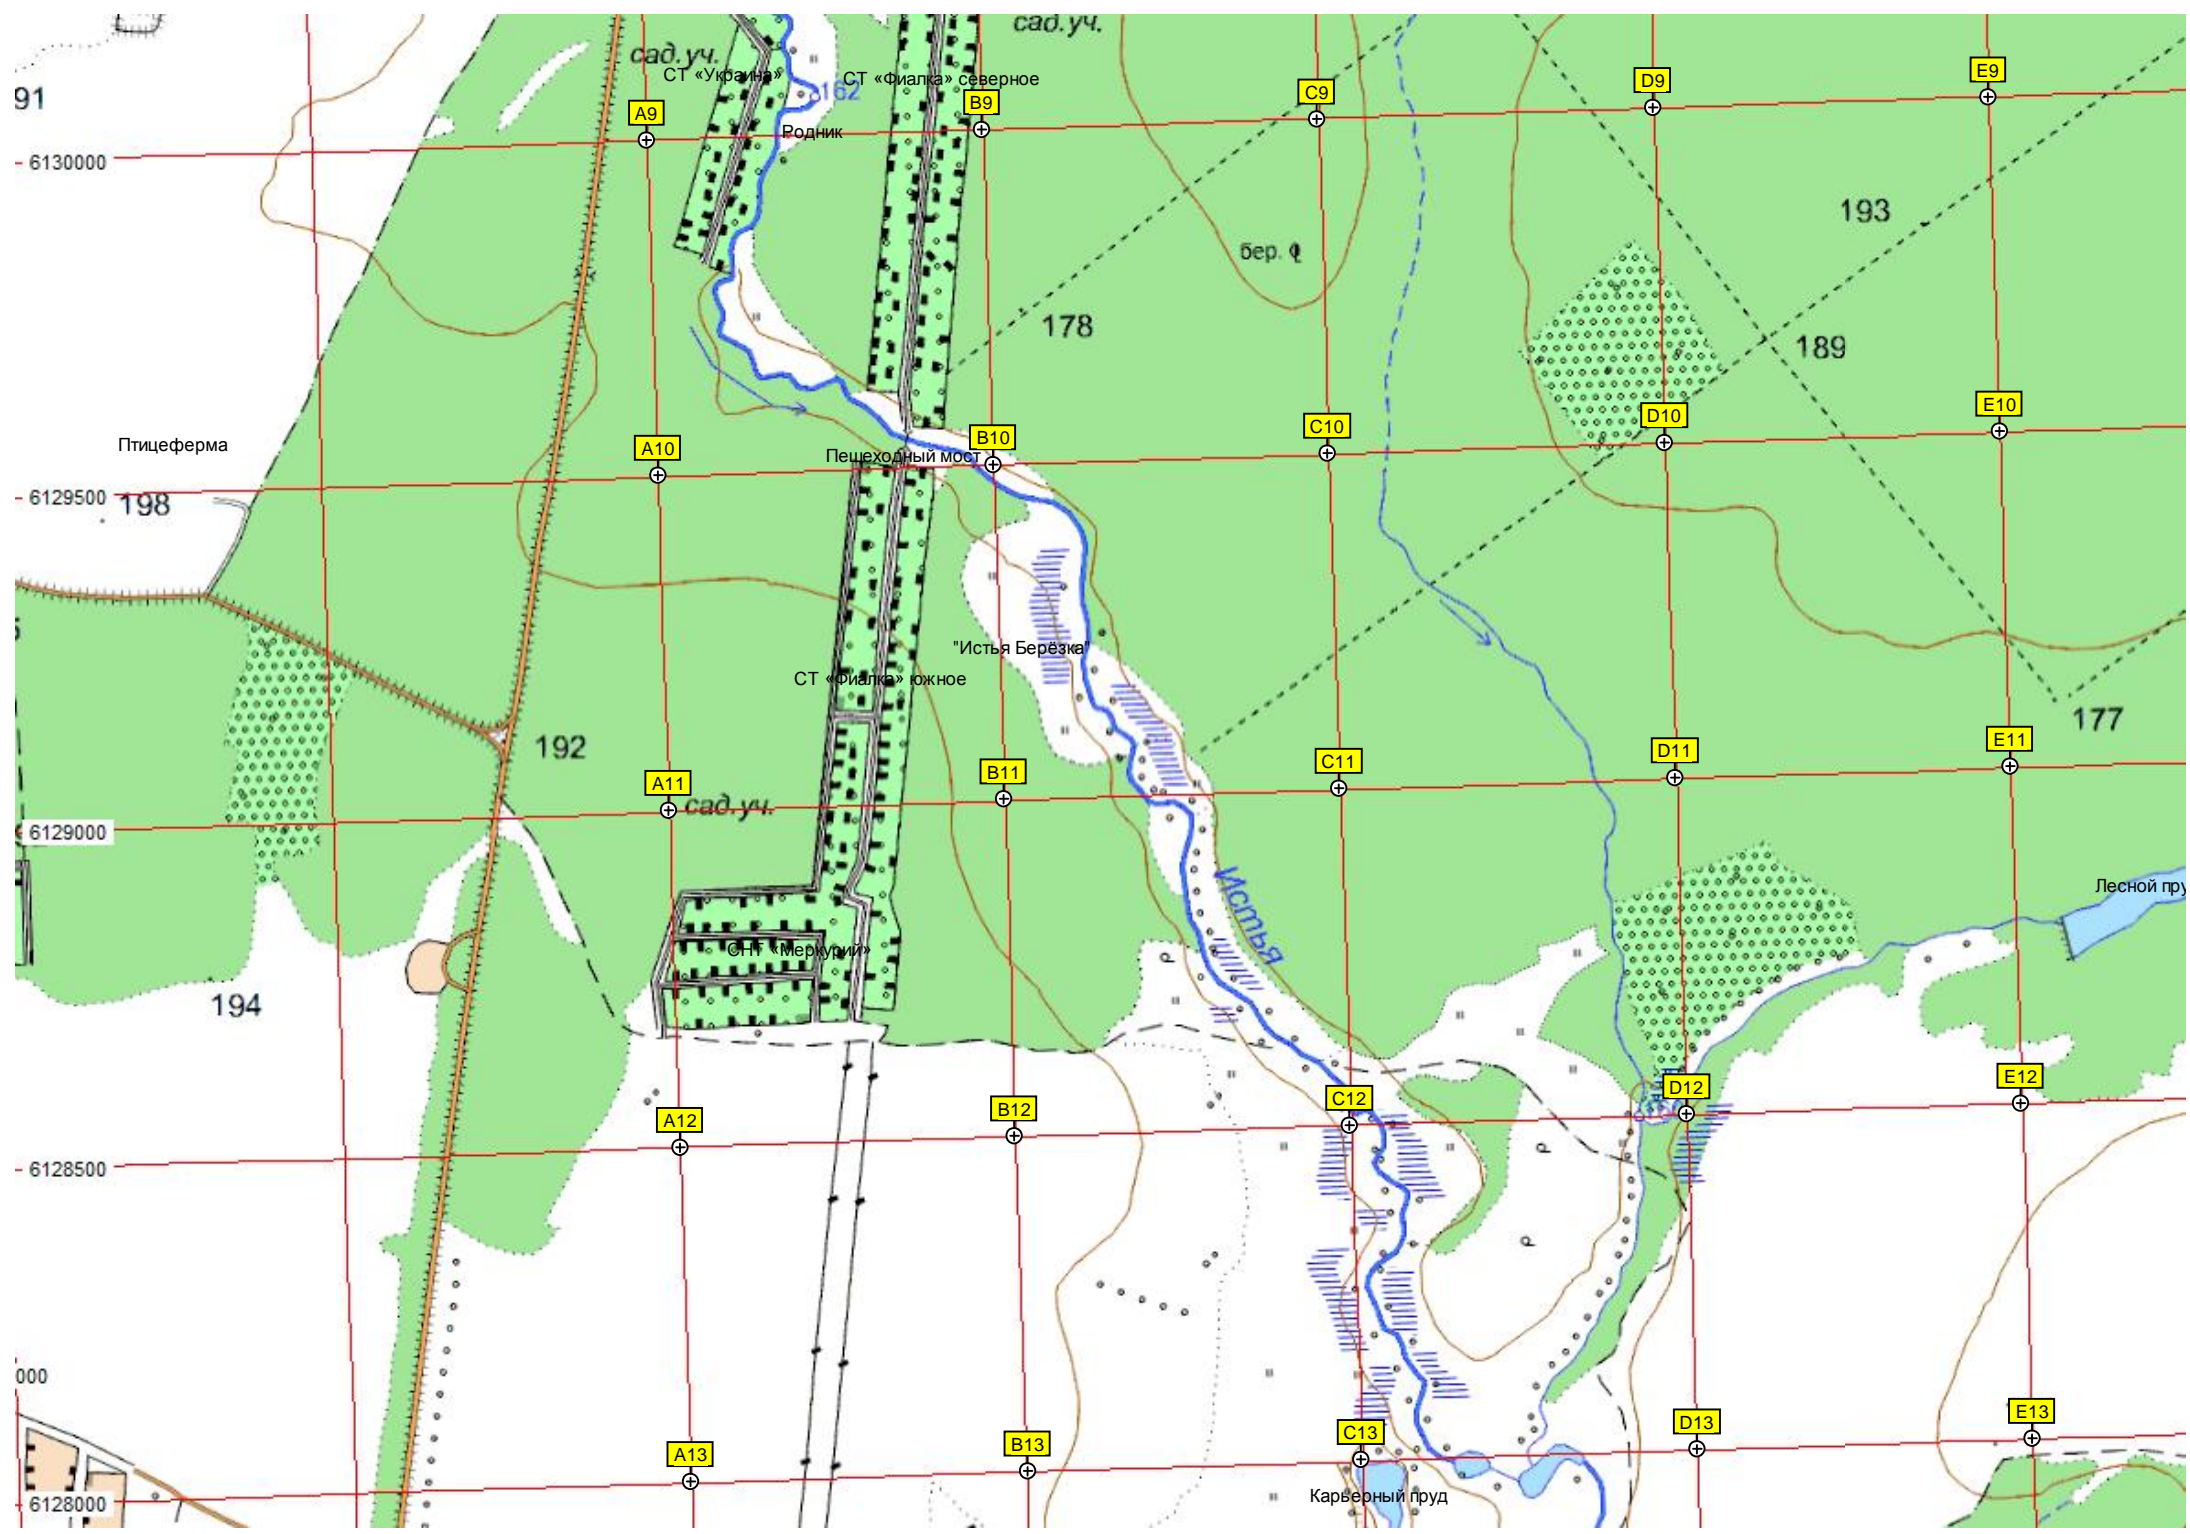 сад.уч.
сад.уч.
СТ «Украина»
СТ «Фиалка» северное
162
91
A9
B9
C9
D9
E9
Родник
6130000
193
бер.
178
189
Птицеферма
A10
B10
C10
D10
E10
Пешеходный мост
6129500
198
"Истья Берёзка"
СТ «Фиалка» южное
192
177
A11
B11
C11
D11
E11
сад.уч.
6129000
Истья
Лесной пру
СНТ «Меркурий»
194
A12
B12
C12
D12
E12
6128500
000
A13
B13
C13
D13
E13
6128000
Карьерный пруд